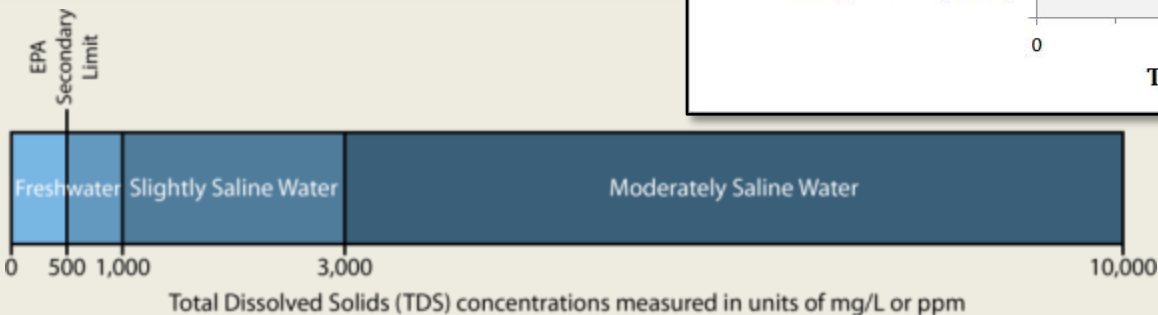 0
T
EPA
Secondary
Limit
Freshwater
Slightly Saline Water
Moderately Saline Water
0
500
1,000
3,000
10,000
Total Dissolved Solids (TDS) concentrations measured in units of mg/L or ppm